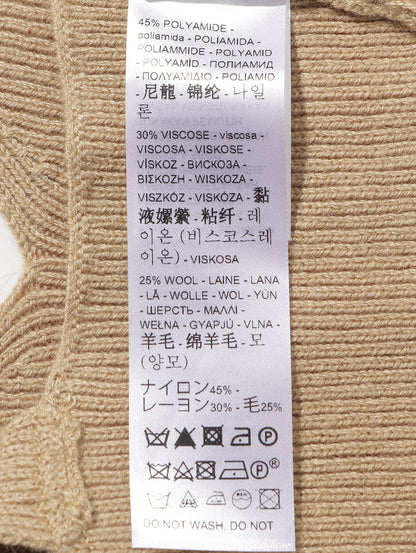 45% POLYAMIDE -
poliamida - POLIAMIDA -
POLIAMMIDE - POLYAMID
- POLYAMİD - ПОЛИАМИД
- ΠΟΛΥΑΜΙΔΙΟ - POLIAMID
- 尼龍 - 锦纶 - 나일
론
30% VISCOSE - viscosa -
VISCOSA - VISKOSE -
VİSKOZ - ВИСКОЗА -
ΒΙΣΚΟΖΗ - WISKOZA -
VISZKÓZ - VISKÓZA - 黏
液嫘縈 - 粘纤 - 레
이온 (비스코스레
이온) - VISKOSA
25% WOOL - LAINE - LANA
- LÃ - WOLLE - WOL - YÜN
- ШЕРСТЬ - ΜΑΛΛΙ -
WEŁNA - GYAPJÚ - VLNA -
羊毛 - 绵羊毛 - 모
(양모)
ナイロン45% -
レーヨン30% - 毛25%
DO NOT WASH. DO NOT